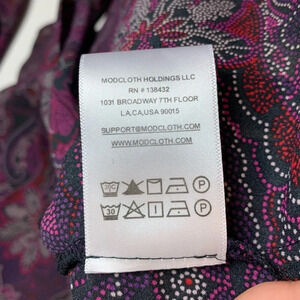 MODCLOTH HOLDINGS LLC
RN # 138432
1031 BROADWAY 7TH FLOOR
LA,CA,USA 90015
SUPPORT@MODCLOTH.COM
WWW.MODCLOTH.COM
30